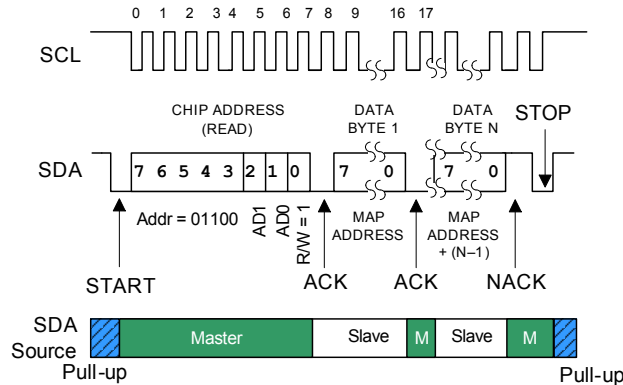 0 1 2 3 4 5 6 7 8 9 16 17
SCL
CHIP ADDRESS
(READ)
DATA
BYTE 1
DATA
BYTE N
STOP
SDA
7 6 5 4 3 2 1 0 7 0 7 0
Addr = 01100
AD1
AD0
R/W = 1
MAP
ADDRESS
MAP
ADDRESS
+ (N–1)
START
ACK
ACK
NACK
SDA
Source
Master
Slave
M
Slave
M
Pull-up
Pull-up